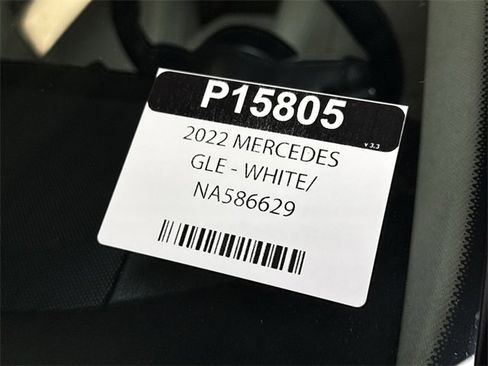 P15805
v 3.3
2022 MERCEDES
GLE - WHITE/
NA586629